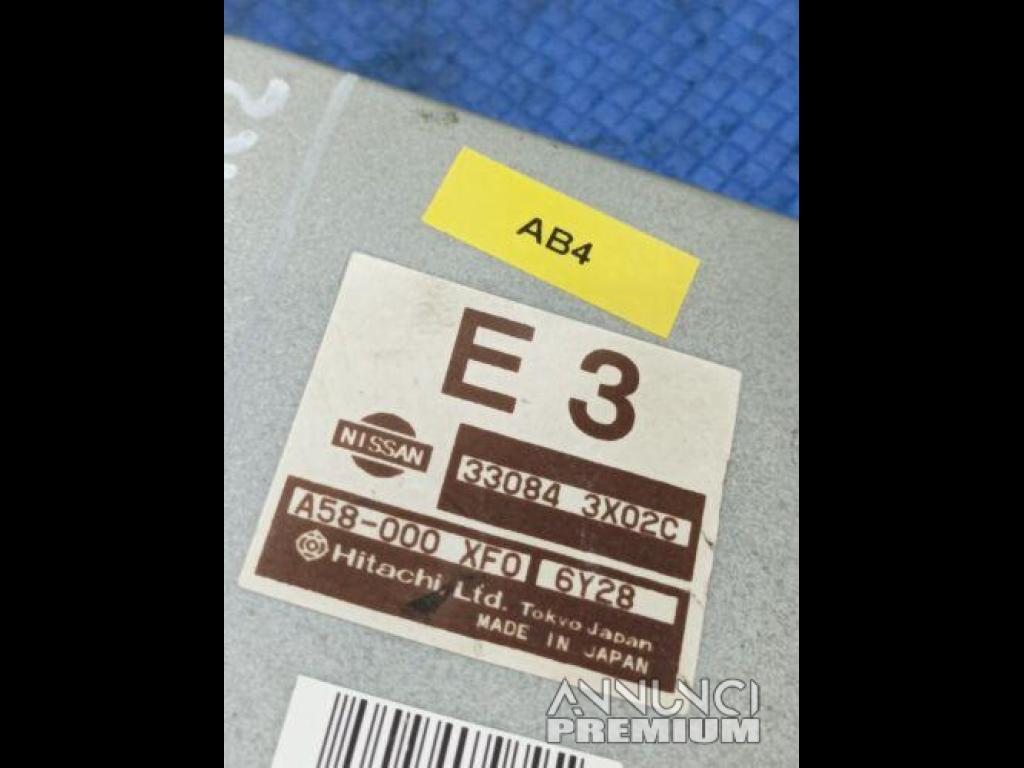 AB4
E 3
NISSAN
33084 3X02C
A58-000 XF0 6Y28
Hitachi, Ltd. Tokyo Japan
MADE IN JAPAN
ANNUNCI
PREMIUM